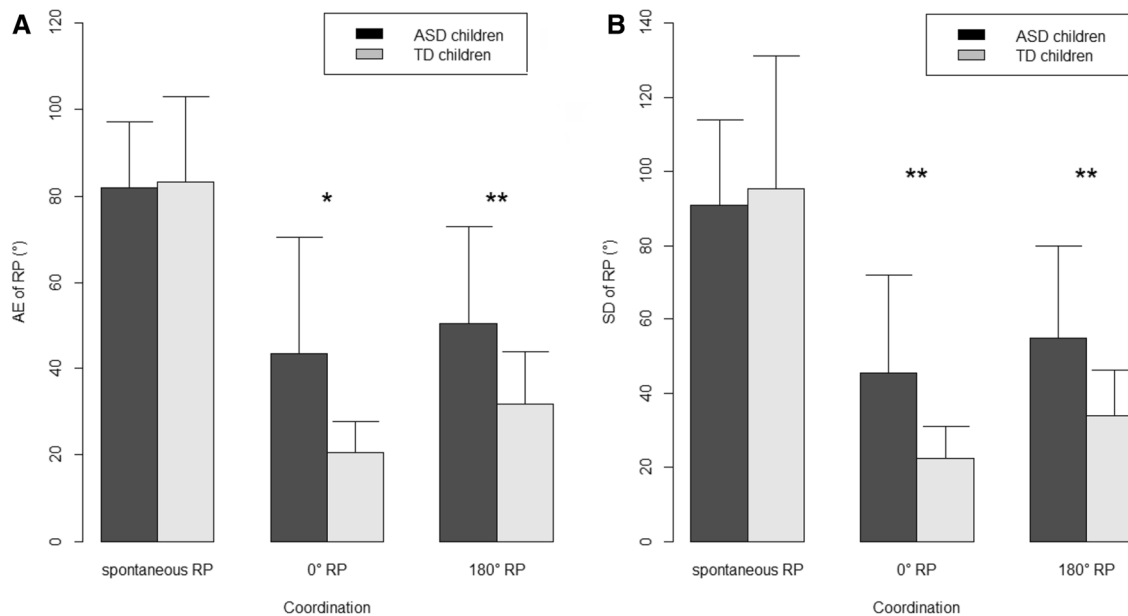 A
120
100
80
60
40
20
0
AE of RP (°)
ASD children
TD children
*
**
spontaneous RP
0° RP
180° RP
Coordination
B
140
120
100
80
60
40
20
0
SD of RP (°)
ASD children
TD children
**
**
spontaneous RP
0° RP
180° RP
Coordination